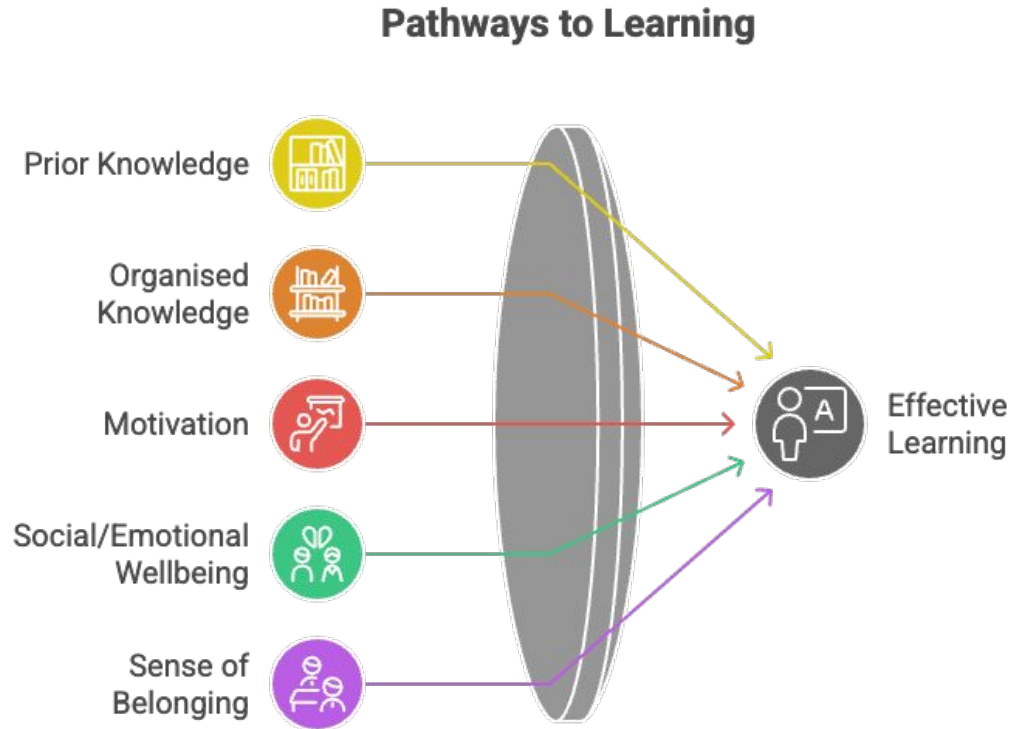 Pathways to Learning
Prior Knowledge
Organised
Knowledge
Motivation
Social/Emotional
Wellbeing
Sense of
Belonging
A
Effective
Learning